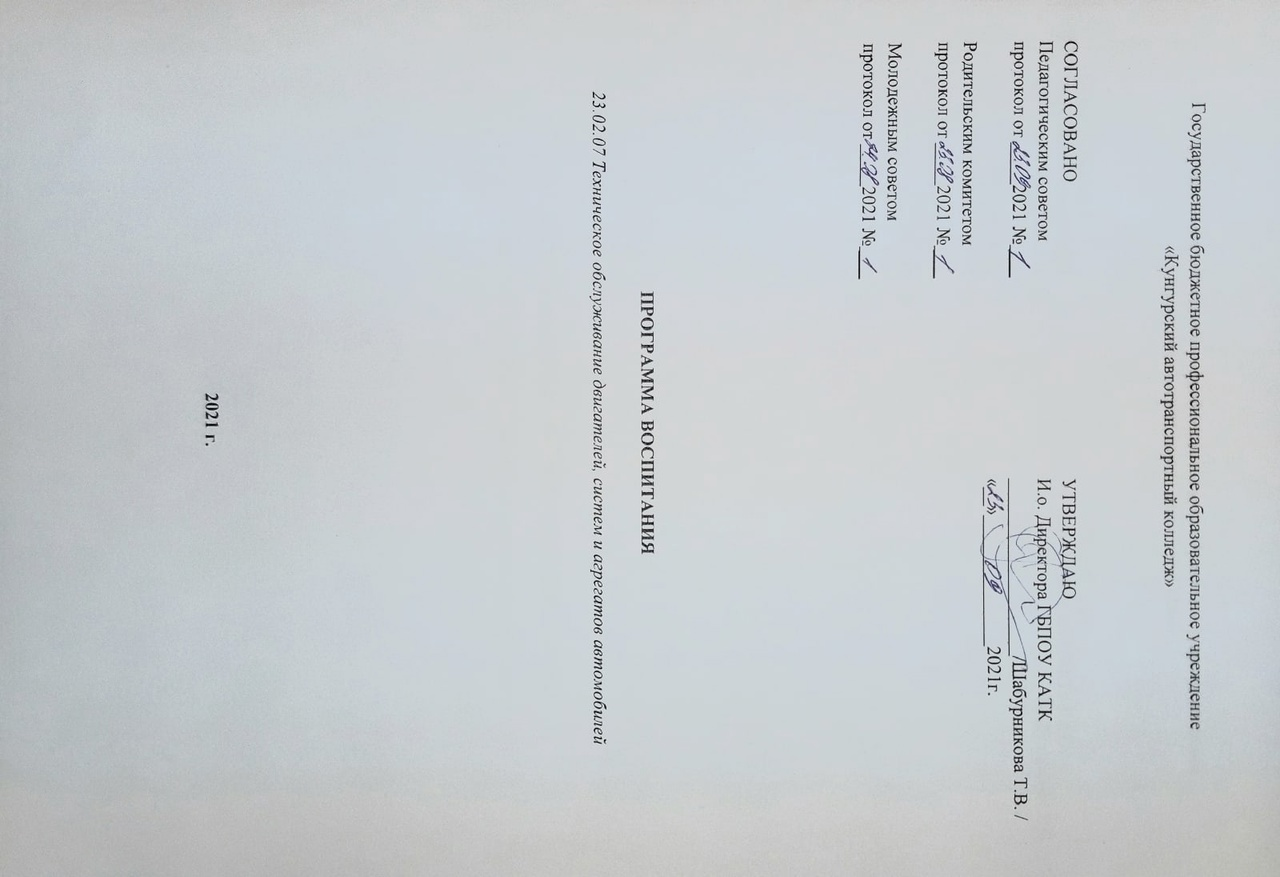 Государственное бюджетное профессиональное образовательное учреждение
«Кунгурский автотранспортный колледж»
СОГЛАСОВАНО
Педагогическим советом
протокол от 2021 № 1
Родительским комитетом
протокол от 2021 № 1
Молодежным советом
протокол от 2021 № 1
УТВЕРЖДАЮ
И.о. Директора ГБПОУ КАТК
/Шабурникова Т.В. /
2021г.
ПРОГРАММА ВОСПИТАНИЯ
23.02.07 Техническое обслуживание двигателей, систем и агрегатов автомобилей
2021 г.